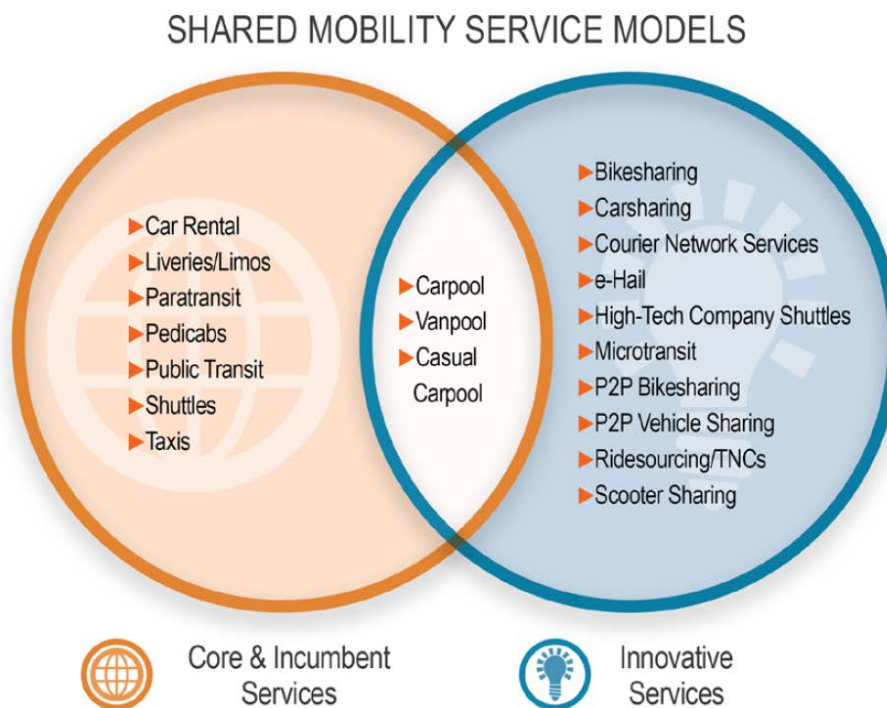 SHARED MOBILITY SERVICE MODELS
Car Rental
Liveries/Limos
Paratransit
Pedicabs
Public Transit
Shuttles
Taxis
Carpool
Vanpool
Casual
Carpool
Bikesharing
Carsharing
Courier Network Services
e-Hail
High-Tech Company Shuttles
Microtransit
P2P Bikesharing
P2P Vehicle Sharing
Ridesourcing/TNCs
Scooter Sharing
Core & Incumbent
Services
Innovative
Services